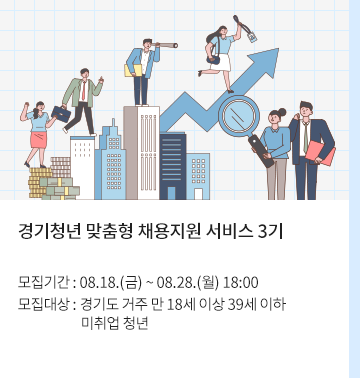 경기청년 맞춤형 채용지원 서비스 3기
모집기간 : 08.18.(금) ~ 08.28.(월) 18:00
모집대상 : 경기도 거주 만 18세 이상 39세 이하
미취업 청년